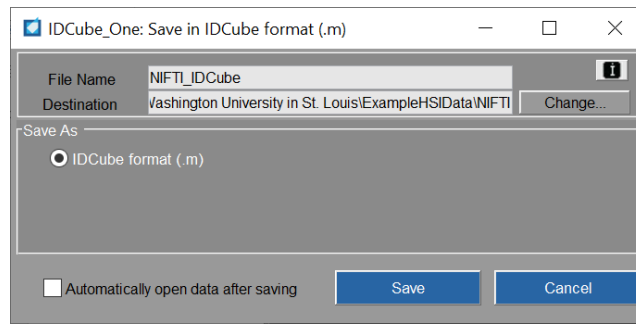 IDCube_One: Save in IDCube format (.m)
File Name NIFTI_IDCube
Destination Washington University in St. Louis\ExampleHSIData\NIFTI Change...
Save As
IDCube format (.m)
Automatically open data after saving Save Cancel